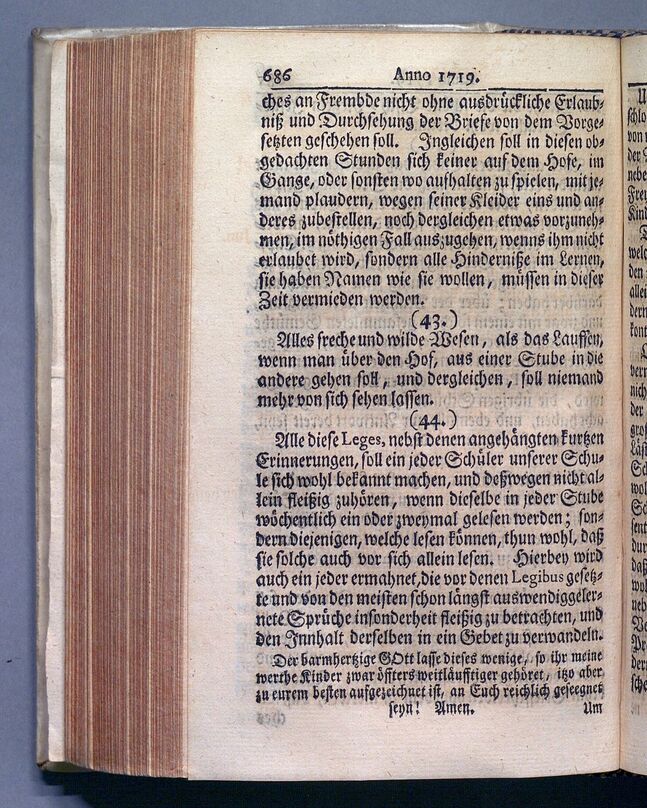 686 Anno 1719.
ches an Frembde nicht ohne ausdrückliche Erlaub-
niß und Durchsehung der Briefe von dem Vorge-
setzten geschehen soll. Ingleichen soll in diesen ob-
gedachten Stunden sich keiner auf dem Hofe, im
Gange, oder sonsten wo aufhalten zu spielen, mit je-
mand plaudern, wegen seiner Kleider eins und an-
deres zubestellen, noch dergleichen etwas vorzuneh-
men, im nöthigen Fall auszugehen, wenns ihm nicht
erlaubet wird, sondern alle Hinderniße im Lernen,
sie haben Namen wie sie wollen, müssen in dieser
Zeit vermieden werden.
(43.)
Alles freche und wilde Wesen, als das Lauffen,
wenn man über den Hof, aus einer Stube in die
andere gehen soll, und dergleichen, soll niemand
mehr von sich sehen lassen.
(44.)
Alle diese Leges, nebst denen angehängten kurtzen
Erinnerungen, soll ein jeder Schüler unserer Schu-
le sich wohl bekannt machen, und deßwegen nicht al-
lein fleißig zuhören, wenn dieselbe in jeder Stube
wöchentlich ein oder zweymal gelesen werden; son-
dern diejenigen, welche lesen können, thun wohl, daß
sie solche auch vor sich allein lesen. Hierbey wird
auch ein jeder ermahnet, die vor denen Legibus gesetz-
te und von den meisten schon längst auswendig geler-
nete Sprüche insonderheit fleißig zu betrachten, und
den Innhalt derselben in ein Gebet zu verwandeln.
Der barmhertzige GOtt lasse dieses wenige, so ihr meine
werthe Kinder zwar öffters weitläufftiger gehöret, itzo aber
zu eurem besten aufgezeichnet ist, an Euch reichlich geseegnet
seyn! Amen. Um